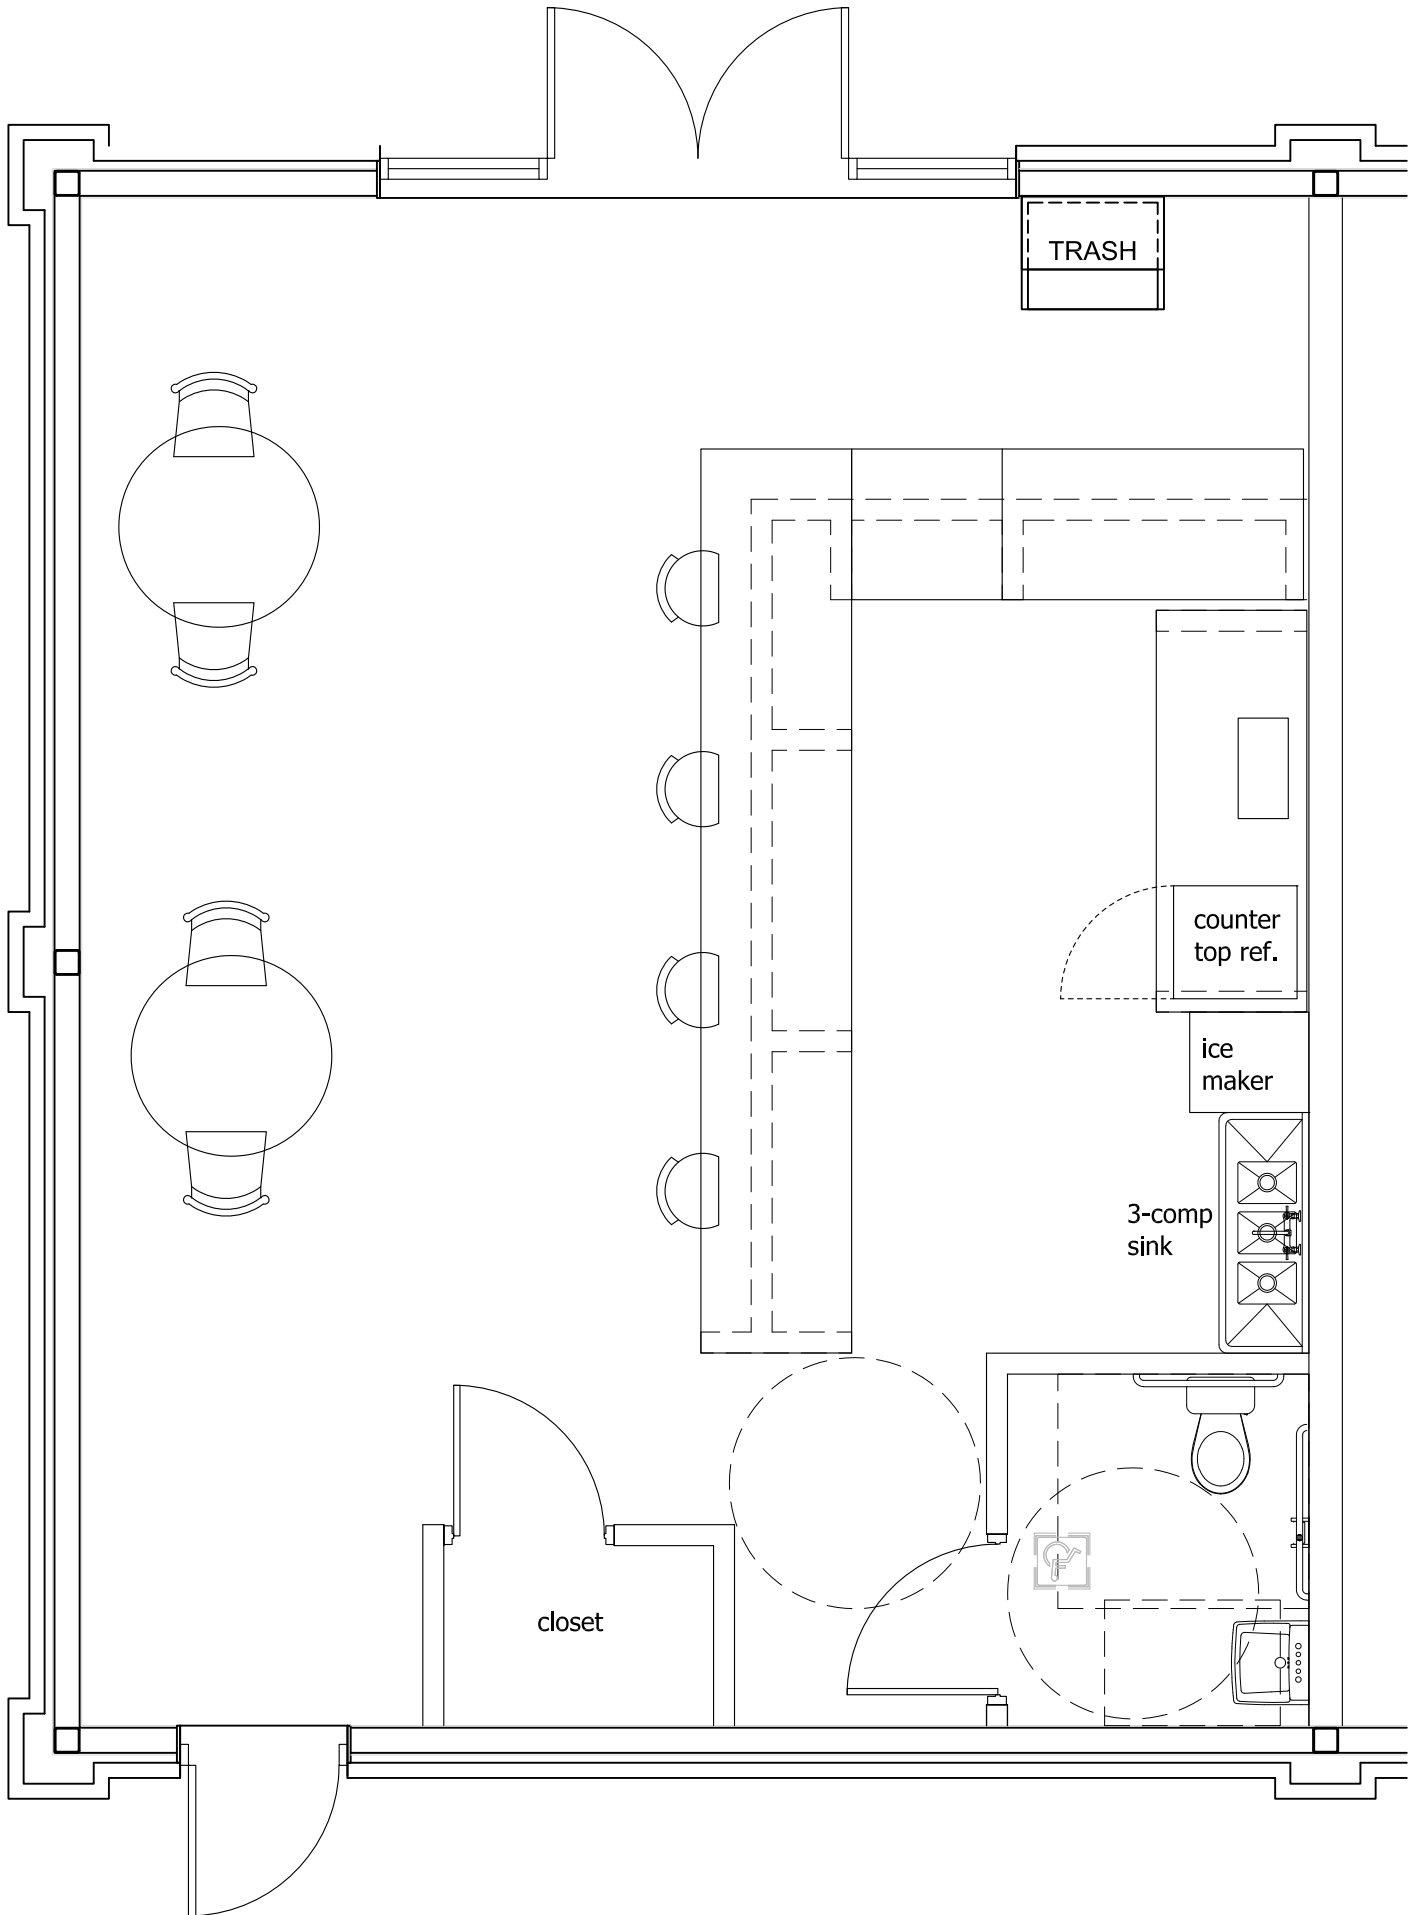 TRASH
counter
top ref.
ice
maker
3-comp
sink
closet